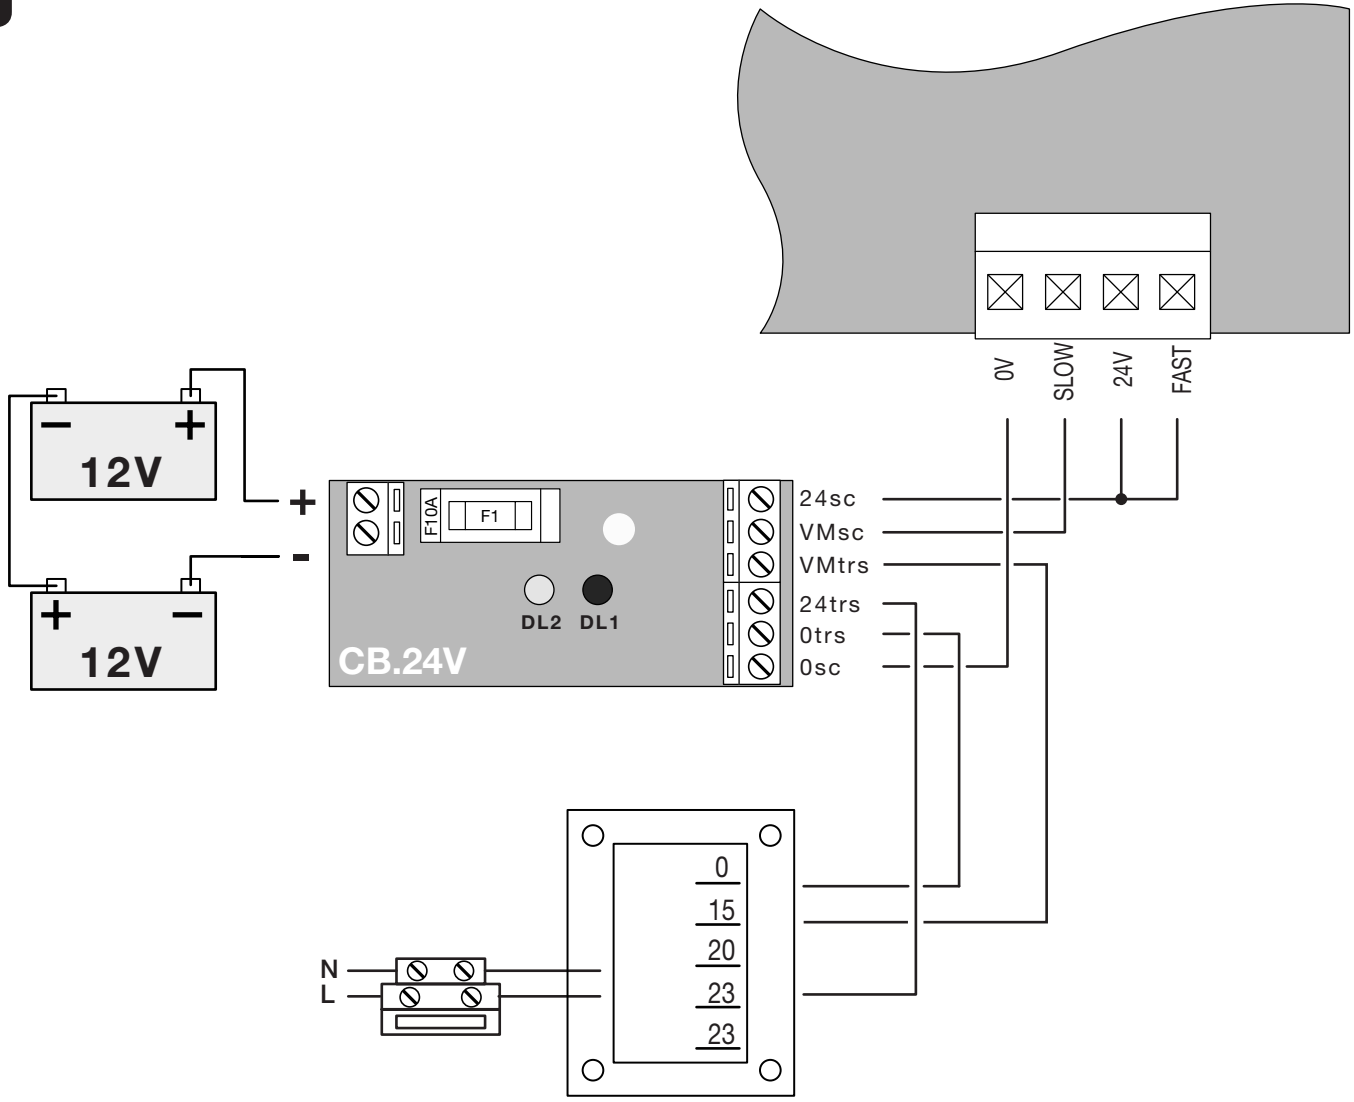 0V
SLOW
24V
FAST
− +
12V
+ −
12V
+
-
F10A
F1
DL2 DL1
CB.24V
24sc
VMsc
VMtrs
24trs
0trs
0sc
0
15
20
23
23
N
L